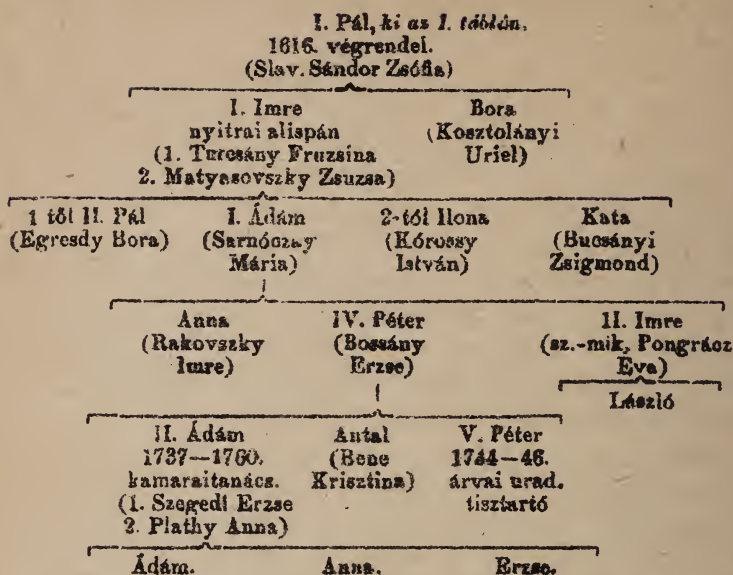 I. Pál, ki az I. táblán.
1616. végrendel.
(Slav. Sándor Zsófia)
I. Imre Bora
nyitrai alispán (Kosztolányi
(1. Turcsány Fruzsina Uriel)
2. Matyasovszky Zsuzsa)
1 től II. Pál I. Ádám 2-tól Ilona Kata
(Egresdy Bora) (Sarnóczay (Kórossy (Bucsányi
Mária) István) Zsigmond)
Anna IV. Péter II. Imre
(Rakovszky (Bossány (sz.-mik, Pongrácz
Imre) Erzse) Eva)
László
II. Ádám Antal V. Péter
1737—1760. (Bene 1744—46.
kamaraitanács. Krisztina) árvai urad.
(1. Szegedi Erzse tisztartó
2. Plathy Anna)
Ádám. Anna. Erzse.